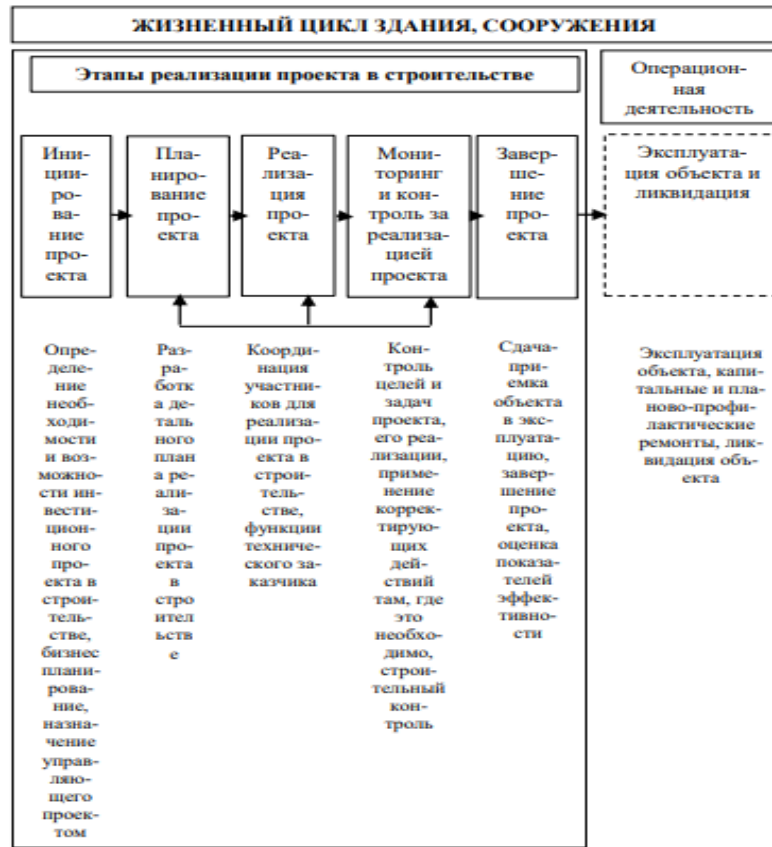 ЖИЗНЕННЫЙ ЦИКЛ ЗДАНИЯ, СООРУЖЕНИЯ
Этапы реализации проекта в строительстве
Операцион-
ная
деятельность
Ини-
ции-
ро-
ва-
ние
про-
екта
Пла-
нирова-
ние
про-
екта
Реа-
лиза-
ция
про-
екта
Мони-
торинг
и кон-
троль за
реализа-
цией
проекта
Завер-
ше-
ние
про-
екта
Эксплуата-
ция объекта и
ликвидация
Опре-
деле-
ние
необ-
ходи-
мости
и воз-
можно-
сти ин-
вести-
цион-
ного
про-
екта в
строи-
тель-
стве,
бизнес
плани-
рова-
ние,
назна-
чение
управ-
ляю-
щего
проек-
том
Раз-
ра-
ботк
а де-
таль
ного
план
а ре-
али-
за-
ции
про-
екта
в
стро
ител
ьств
е
Коорди-
нация
участни-
ков для
реализа-
ции про-
екта в
строи-
тель-
стве,
функции
техниче-
ского за-
казчика
Кон-
троль
целей и
задач
проекта,
его реа-
лизации,
приме-
нение
коррек-
тирую-
щих
дей-
ствий
там, где
это
необхо-
димо,
строи-
тельный
кон-
троль
Сдача-
при-
емка
объекта
в экс-
плуата-
цию,
завер-
шение
про-
екта,
оценка
показа-
телей
эффек-
тивно-
сти
Эксплуатация
объекта, капи-
тальные и пла-
ново-профи-
лактические
ремонты, лик-
видация объ-
екта